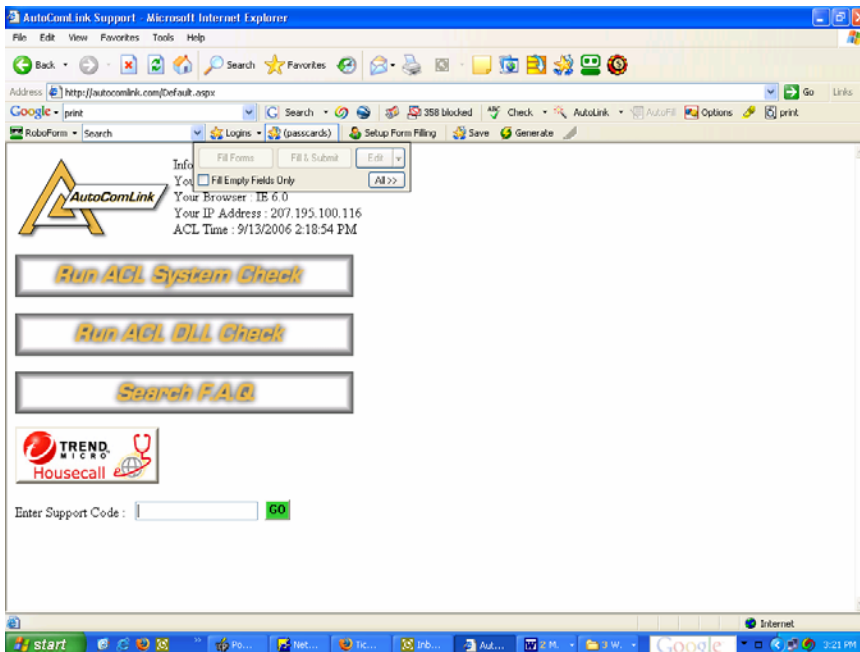 AutoComLink Support - Microsoft Internet Explorer
File Edit View Favorites Tools Help
Back Search Favorites
Address http://autocomlink.com/Default.aspx Go Links
Google print Search 358 blocked Check AutoLink AutoFill Options print
RoboForm Search Logins (passcards) Setup Form Filling Save Generate
Fill Forms Fill & Submit Edit
Fill Empty Fields Only All >>
AutoComLink
Info
You
Your Browser : IE 6.0
Your IP Address : 207.195.100.116
ACL Time : 9/13/2006 2:18:54 PM
Run ACL System Check
Run ACL DLL Check
Search F.A.Q.
TREND
MICRO
Housecall
Enter Support Code : GO
Internet
start Po... Net... Tic... Inb... Aut... 2 M. 3 W. Google 3:21 PM